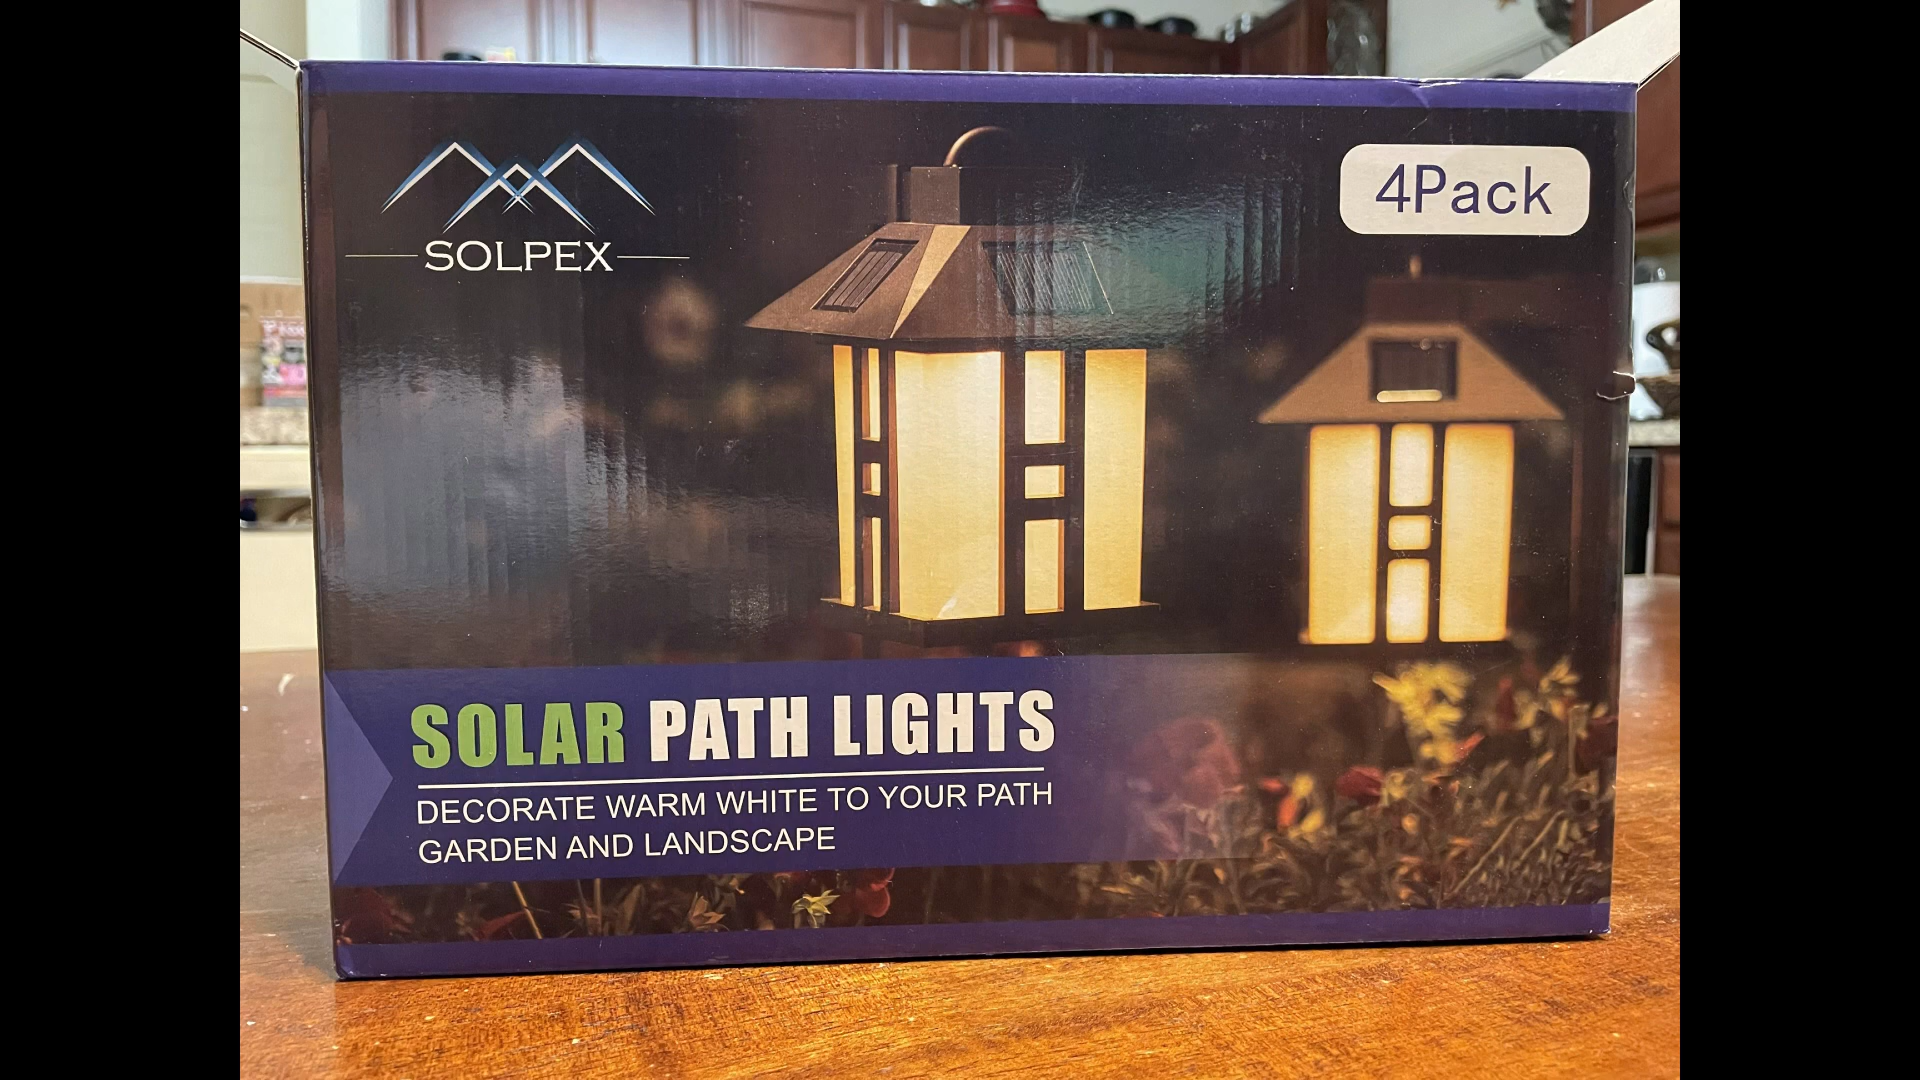 SOLPEX
4Pack
SOLAR PATH LIGHTS
DECORATE WARM WHITE TO YOUR PATH
GARDEN AND LANDSCAPE